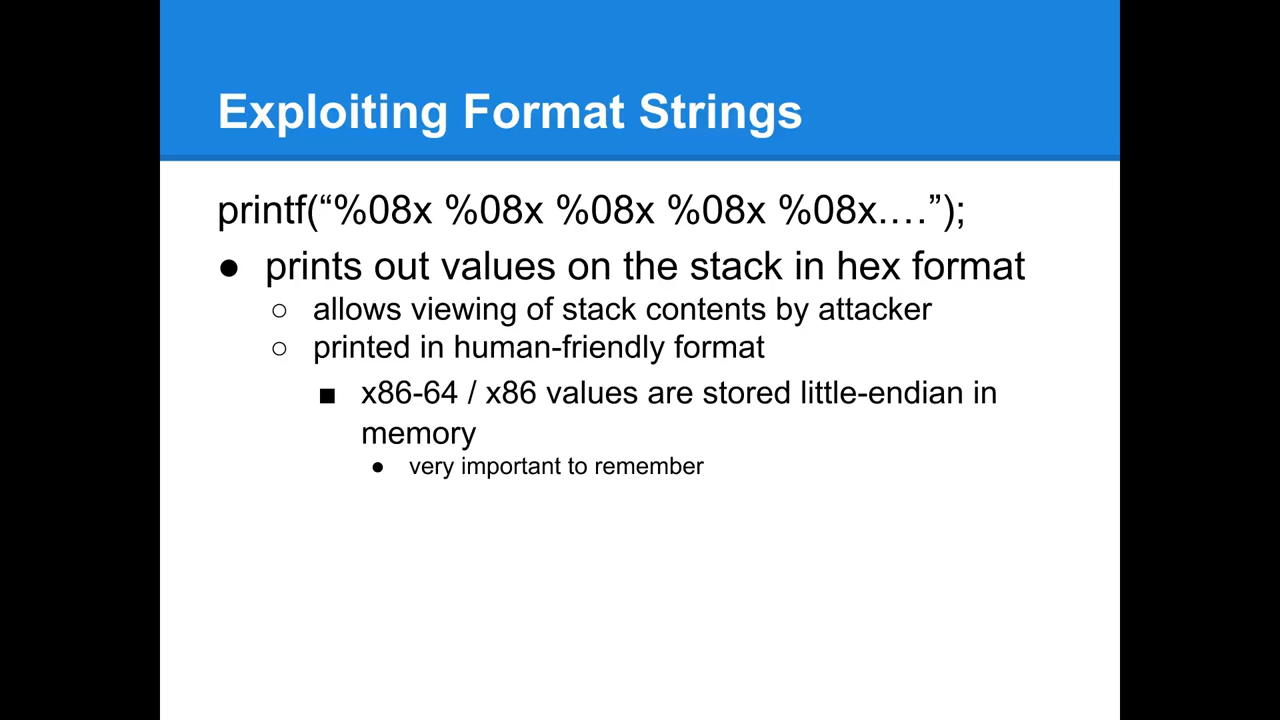 Exploiting Format Strings
printf(“%08x %08x %08x %08x %08x.…”);
● prints out values on the stack in hex format
○ allows viewing of stack contents by attacker
○ printed in human-friendly format
■ x86-64 / x86 values are stored little-endian in
memory
● very important to remember